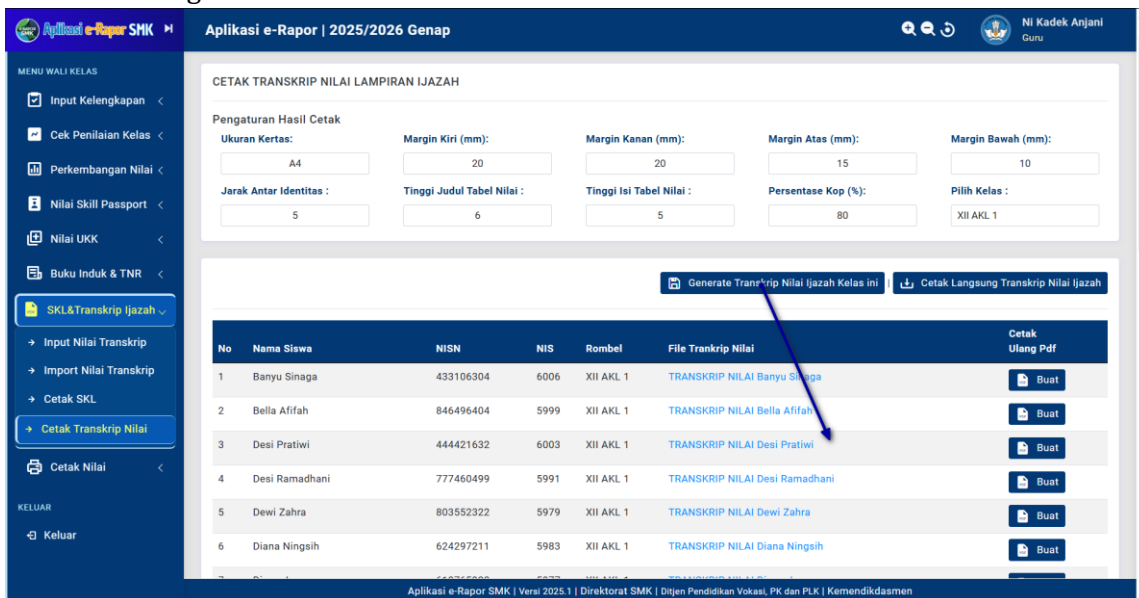 Aplikasi e-Rapor SMK
Aplikasi e-Rapor | 2025/2026 Genap
Ni Kadek Anjani
Guru
MENU WALI KELAS
Input Kelengkapan
Cek Penilaian Kelas
Perkembangan Nilai
Nilai Skill Passport
Nilai UKK
Buku Induk & TNR
SKL&Transkrip Ijazah
Input Nilai Transkrip
Import Nilai Transkrip
Cetak SKL
Cetak Transkrip Nilai
Cetak Nilai
KELUAR
Keluar
CETAK TRANSKRIP NILAI LAMPIRAN IJAZAH
Pengaturan Hasil Cetak
Ukuran Kertas: Margin Kiri (mm): Margin Kanan (mm): Margin Atas (mm): Margin Bawah (mm):
A4 20 20 15 10
Jarak Antar Identitas : Tinggi Judul Tabel Nilai : Tinggi Isi Tabel Nilai : Persentase Kop (%): Pilih Kelas :
5 6 5 80 XII AKL 1
Generate Transkrip Nilai Ijazah Kelas ini | Cetak Langsung Transkrip Nilai Ijazah
No Nama Siswa NISN NIS Rombel File Trankrip Nilai Cetak Ulang Pdf
1 Banyu Sinaga 433106304 6006 XII AKL 1 TRANSKRIP NILAI Banyu Sinaga Buat
2 Bella Afifah 846496404 5999 XII AKL 1 TRANSKRIP NILAI Bella Afifah Buat
3 Desi Pratiwi 444421632 6003 XII AKL 1 TRANSKRIP NILAI Desi Pratiwi Buat
4 Desi Ramadhani 777460499 5991 XII AKL 1 TRANSKRIP NILAI Desi Ramadhani Buat
5 Dewi Zahra 803552322 5979 XII AKL 1 TRANSKRIP NILAI Dewi Zahra Buat
6 Diana Ningsih 624297211 5983 XII AKL 1 TRANSKRIP NILAI Diana Ningsih Buat
Aplikasi e-Rapor SMK | Versi 2025.1 | Direktorat SMK | Ditjen Pendidikan Vokasi, PK dan PLK | Kemendikdasmen